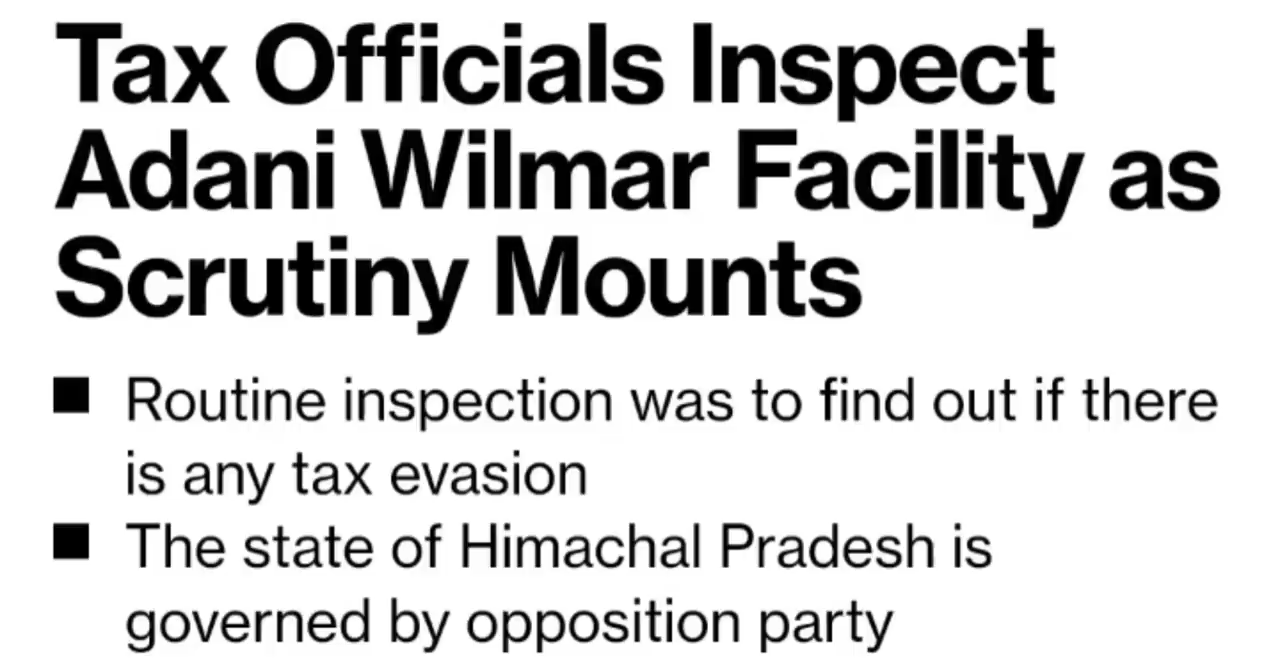 Tax Officials Inspect
Adani Wilmar Facility as
Scrutiny Mounts
■ Routine inspection was to find out if there
is any tax evasion
■ The state of Himachal Pradesh is
governed by opposition party